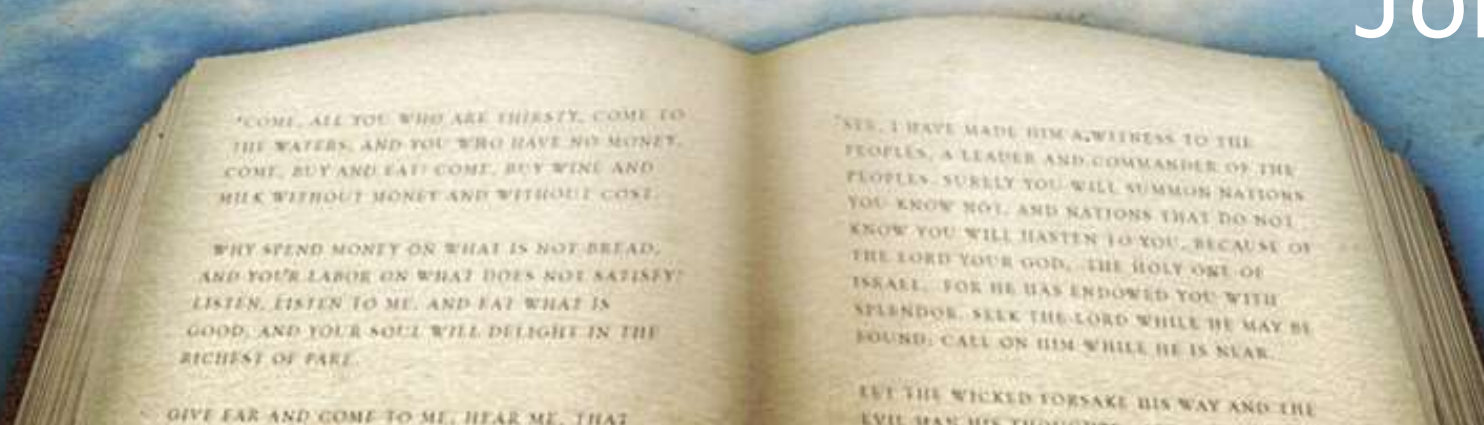 "COME, ALL YOU WHO ARE THIRSTY, COME TO
THE WATERS, AND YOU WHO HAVE NO MONEY,
COME, BUY AND EAT! COME, BUY WINE AND
MILK WITHOUT MONEY AND WITHOUT COST.
WHY SPEND MONEY ON WHAT IS NOT BREAD,
AND YOUR LABOR ON WHAT DOES NOT SATISFY?
LISTEN, LISTEN TO ME, AND EAT WHAT IS
GOOD, AND YOUR SOUL WILL DELIGHT IN THE
RICHEST OF FARE.
GIVE EAR AND COME TO ME, HEAR ME, THAT
"SEE, I HAVE MADE HIM A WITNESS TO THE
PEOPLES, A LEADER AND COMMANDER OF THE
PEOPLES. SURELY YOU WILL SUMMON NATIONS
YOU KNOW NOT, AND NATIONS THAT DO NOT
KNOW YOU WILL HASTEN TO YOU, BECAUSE OF
THE LORD YOUR GOD, THE HOLY ONE OF
ISRAEL, FOR HE HAS ENDOWED YOU WITH
SPLENDOR. SEEK THE LORD WHILE HE MAY BE
FOUND; CALL ON HIM WHILE HE IS NEAR.
LET THE WICKED FORSAKE HIS WAY AND THE
EVIL MAN HIS THOUGHTS